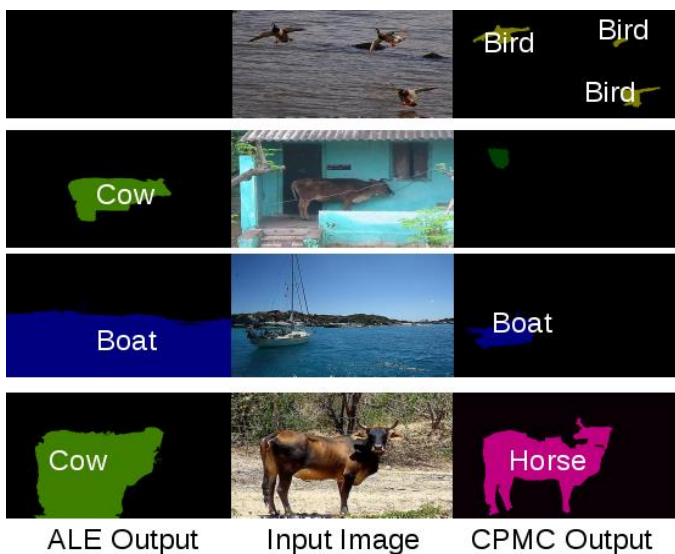 Bird
Bird
Bird
Cow
Boat
Boat
Cow
Horse
ALE Output
Input Image
CPMC Output